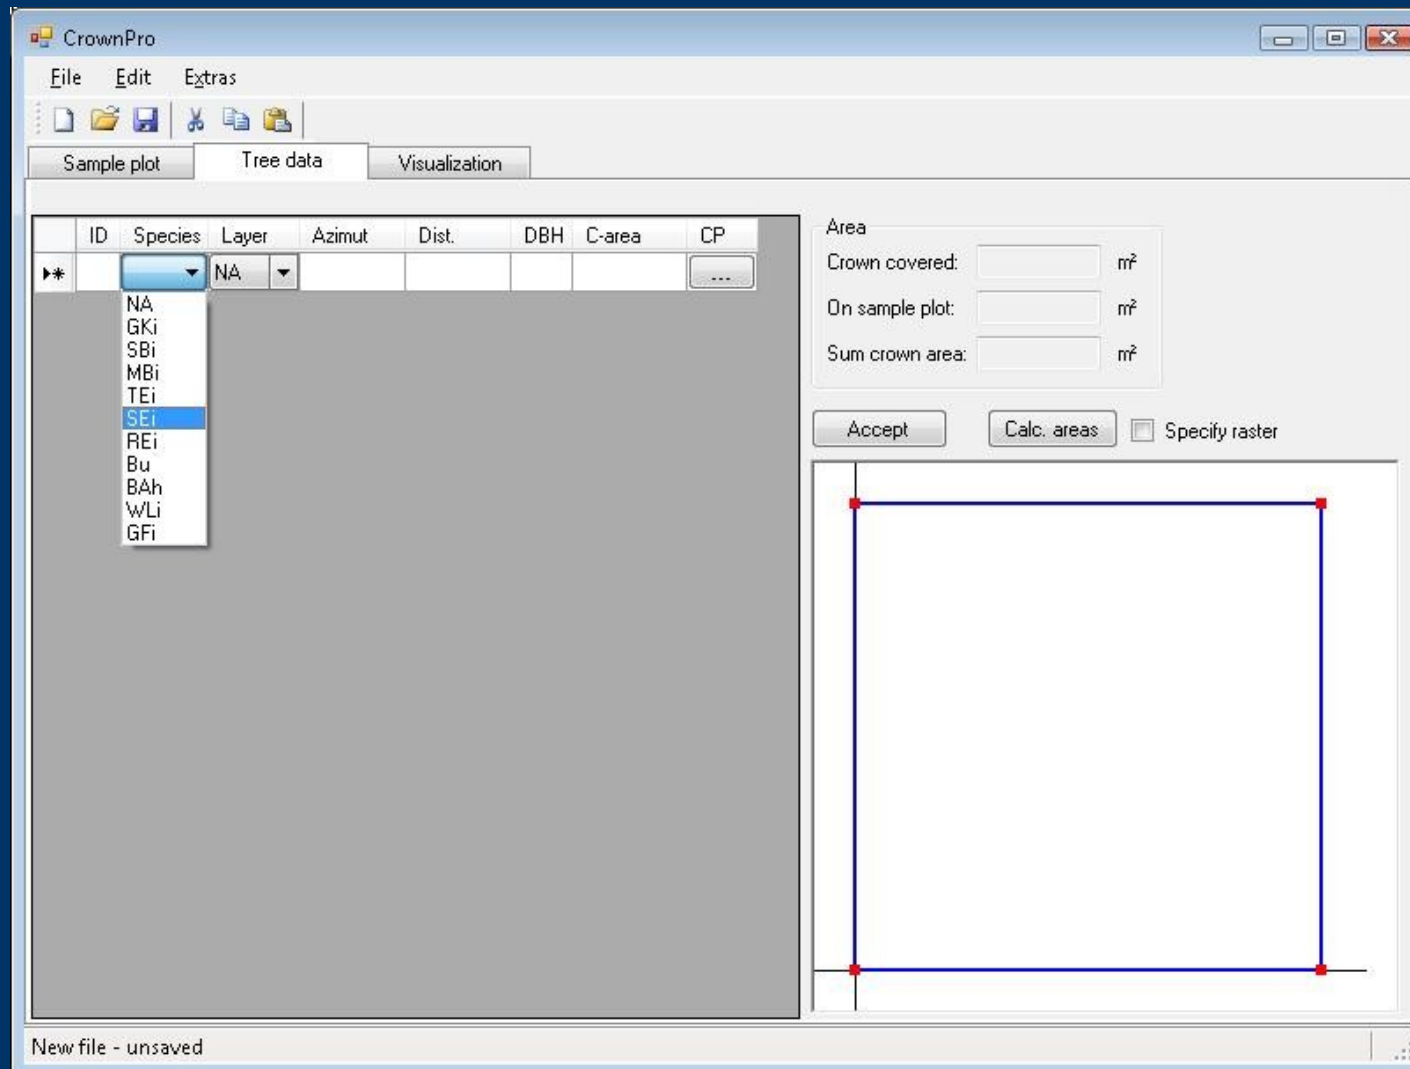 CrownPro
File Edit Extras
Sample plot Tree data Visualization
ID Species Layer Azimut Dist. DBH C-area CP
NA ...
NA
GKi
SBi
MBi
TEi
SEi
REi
Bu
BAh
WLi
GFi
Area
Crown covered: m²
On sample plot: m²
Sum crown area: m²
Accept Calc. areas Specify raster
New file - unsaved